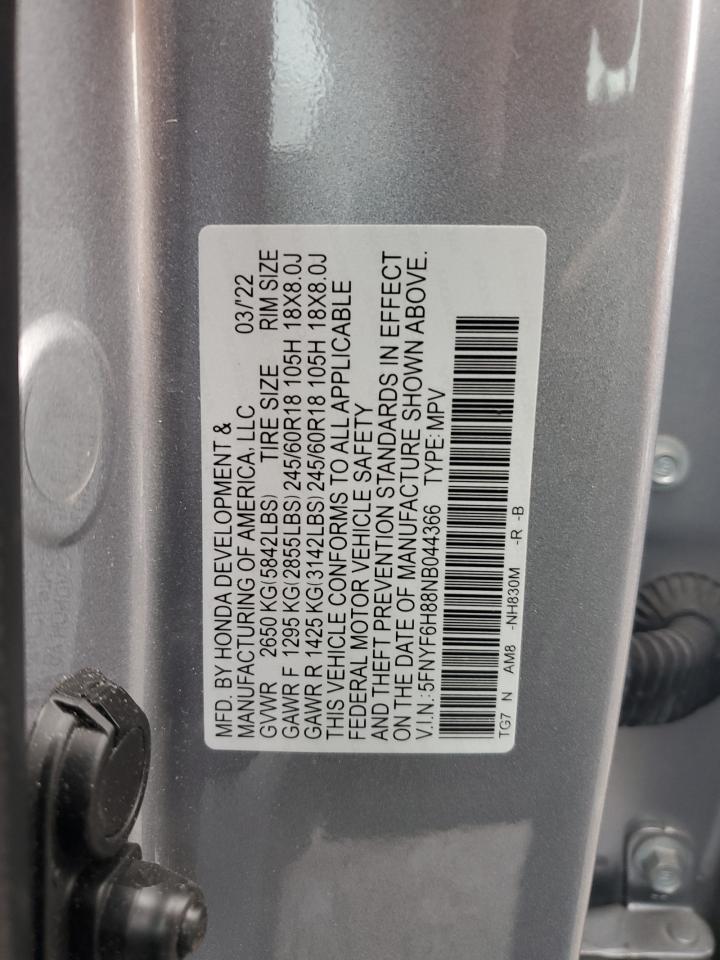 MFD. BY HONDA DEVELOPMENT &
MANUFACTURING OF AMERICA, LLC 03/'22
GVWR 2650 KG(5842LBS) TIRE SIZE RIM SIZE
GAWR F 1295 KG(2855LBS) 245/60R18 105H 18X8.0J
GAWR R 1425 KG(3142LBS) 245/60R18 105H 18X8.0J
THIS VEHICLE CONFORMS TO ALL APPLICABLE
FEDERAL MOTOR VEHICLE SAFETY
AND THEFT PREVENTION STANDARDS IN EFFECT
ON THE DATE OF MANUFACTURE SHOWN ABOVE.
V.I.N.: 5FNYF6H88NB044366 TYPE: MPV
TG7 N AM8 -NH830M -R -B